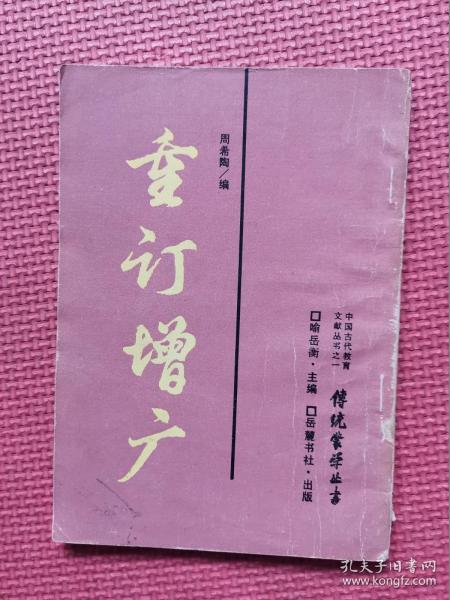 重订增广
周希陶／编
中国古代教育
文献丛书之一
传统蒙学丛书
喻岳衡·主编 岳麓书社·出版
孔夫子旧书网
www.kongfz.com